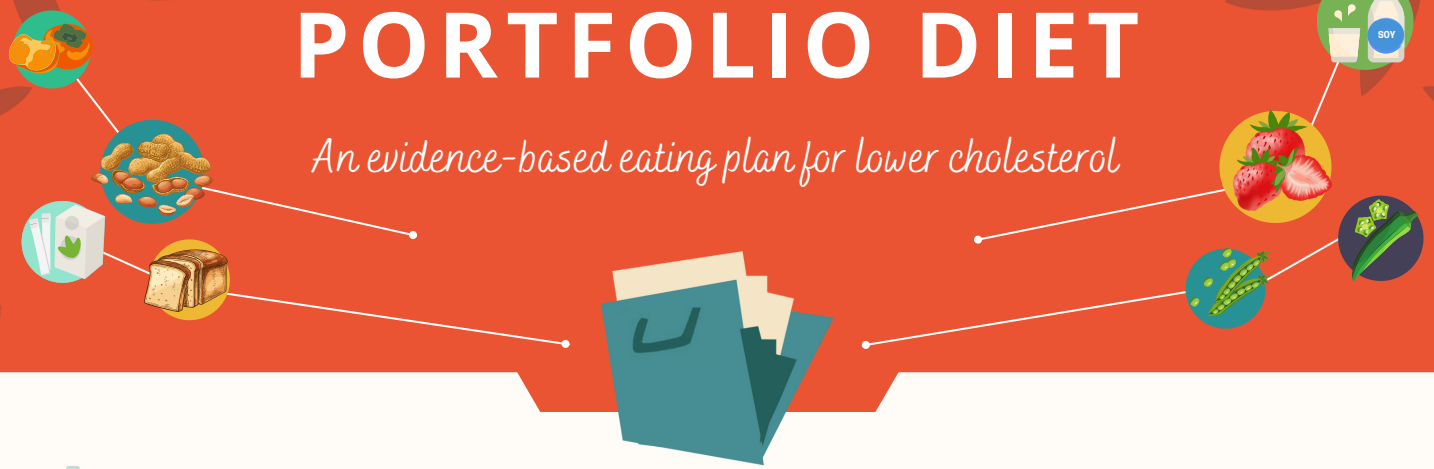 PORTFOLIO DIET
SOY
An evidence-based eating plan for lower cholesterol